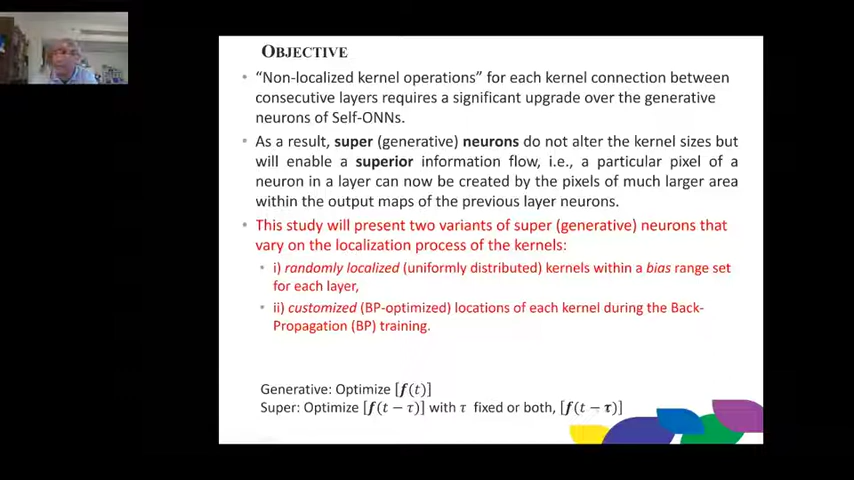 OBJECTIVE
• "Non-localized kernel operations" for each kernel connection between
consecutive layers requires a significant upgrade over the generative
neurons of Self-ONNs.
• As a result, super (generative) neurons do not alter the kernel sizes but
will enable a superior information flow, i.e., a particular pixel of a
neuron in a layer can now be created by the pixels of much larger area
within the output maps of the previous layer neurons.
• This study will present two variants of super (generative) neurons that
vary on the localization process of the kernels:
• i) randomly localized (uniformly distributed) kernels within a bias range set
for each layer,
• ii) customized (BP-optimized) locations of each kernel during the Back-
Propagation (BP) training.
Generative: Optimize [f(t)]
Super: Optimize [f(t − τ)] with τ fixed or both, [f(t − τ)]